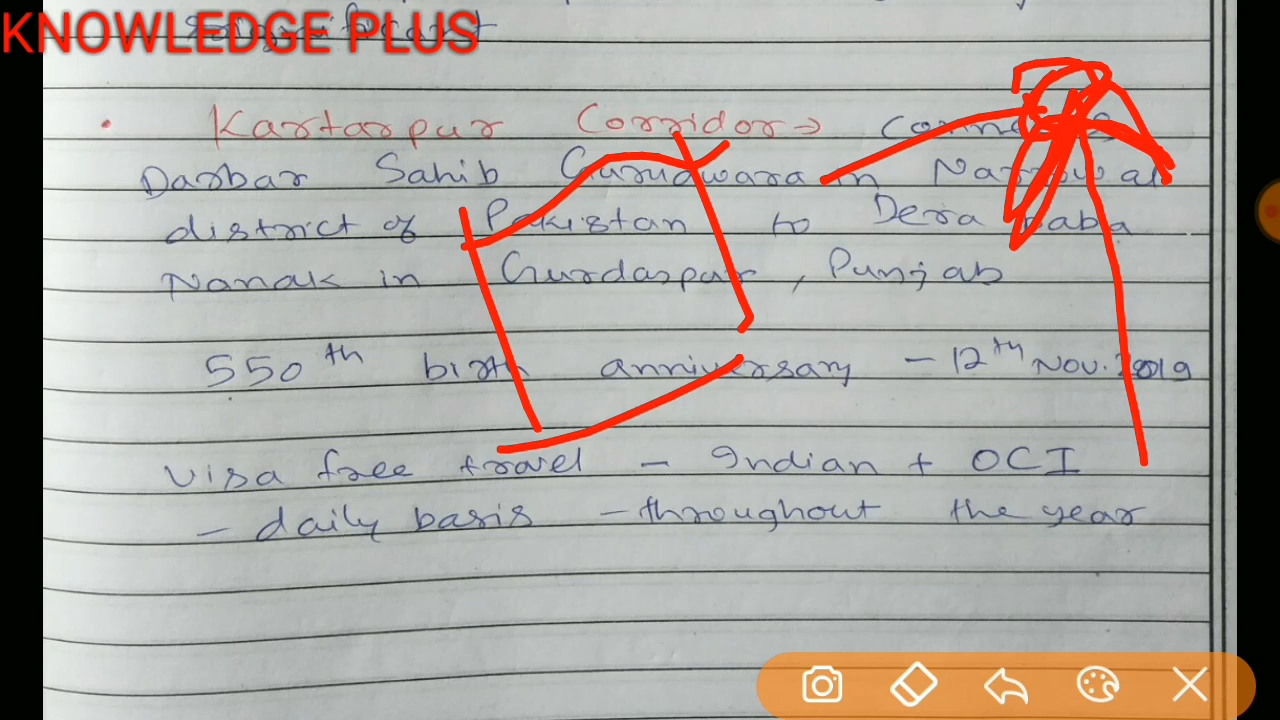 KNOWLEDGE PLUS
• Kartarpur Corridor → connects
Darbar Sahib Gurudwara in Narowal
district of Pakistan to Dera Baba
Nanak in Gurdaspur, Punjab
550th birth anniversary - 12th Nov. 2019
Visa free travel - Indian + OCI
- daily basis - throughout the year